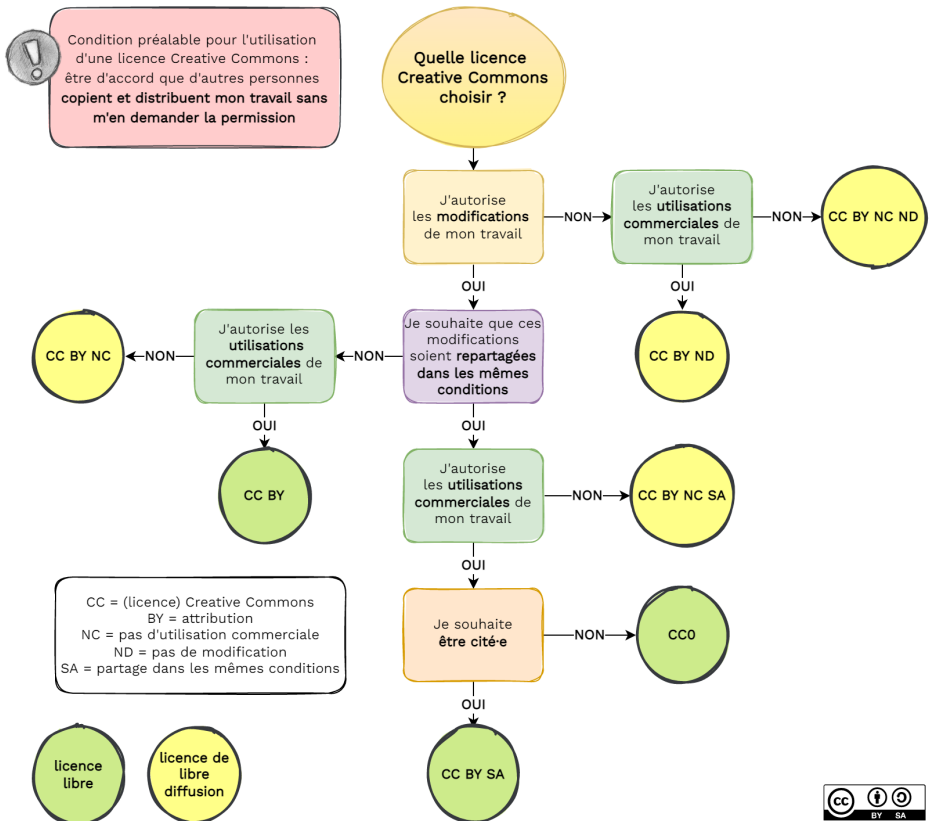 Condition préalable pour l'utilisation
d'une licence Creative Commons :
être d'accord que d'autres personnes
copient et distribuent mon travail sans
m'en demander la permission
Quelle licence
Creative Commons
choisir ?
J'autorise
les modifications
de mon travail
NON
J'autorise
les utilisations
commerciales de
mon travail
NON
CC BY NC ND
OUI
OUI
CC BY NC
NON
J'autorise les
utilisations
commerciales de
mon travail
NON
Je souhaite que ces
modifications
soient repartagées
dans les mêmes
conditions
CC BY ND
OUI
OUI
CC BY
J'autorise
les utilisations
commerciales de
mon travail
NON
CC BY NC SA
OUI
CC = (licence) Creative Commons
BY = attribution
NC = pas d'utilisation commerciale
ND = pas de modification
SA = partage dans les mêmes conditions
Je souhaite
être cité·e
NON
CC0
OUI
licence
libre
licence de
libre
diffusion
CC BY SA
cc
BY SA